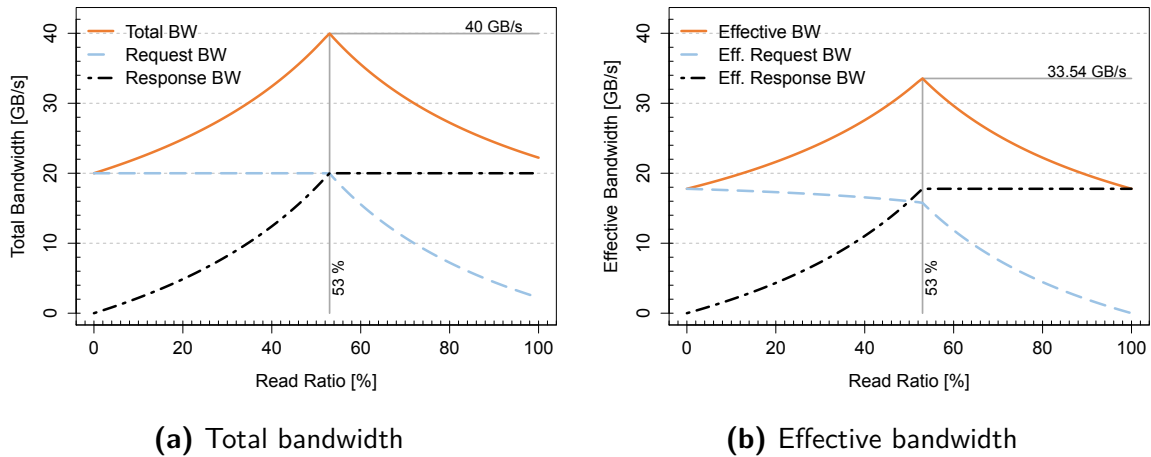 Total Bandwidth [GB/s]
0
10
20
30
40
Total BW
Request BW
Response BW
40 GB/s
53 %
0
20
40
60
80
100
Read Ratio [%]
(a) Total bandwidth
Effective Bandwidth [GB/s]
0
10
20
30
40
Effective BW
Eff. Request BW
Eff. Response BW
33.54 GB/s
53 %
0
20
40
60
80
100
Read Ratio [%]
(b) Effective bandwidth